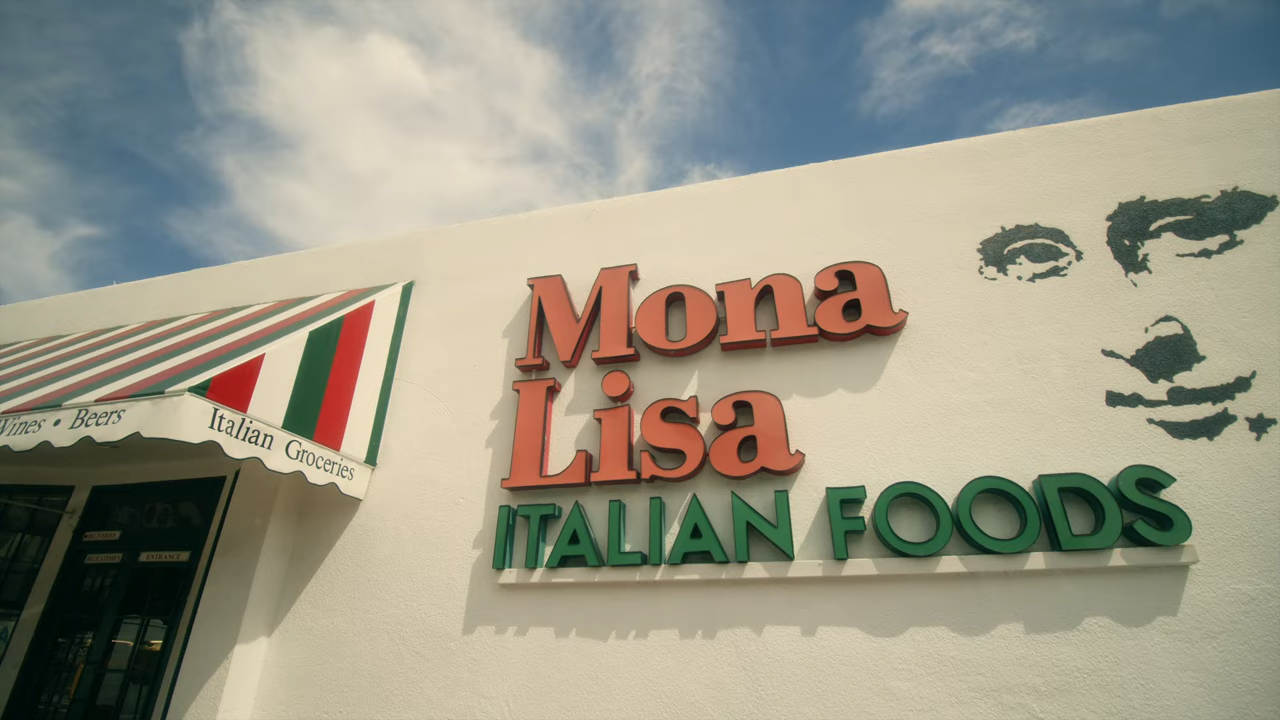 Wines • Beers
Italian Groceries
Mona
Lisa
ITALIAN FOODS
ENTRANCE